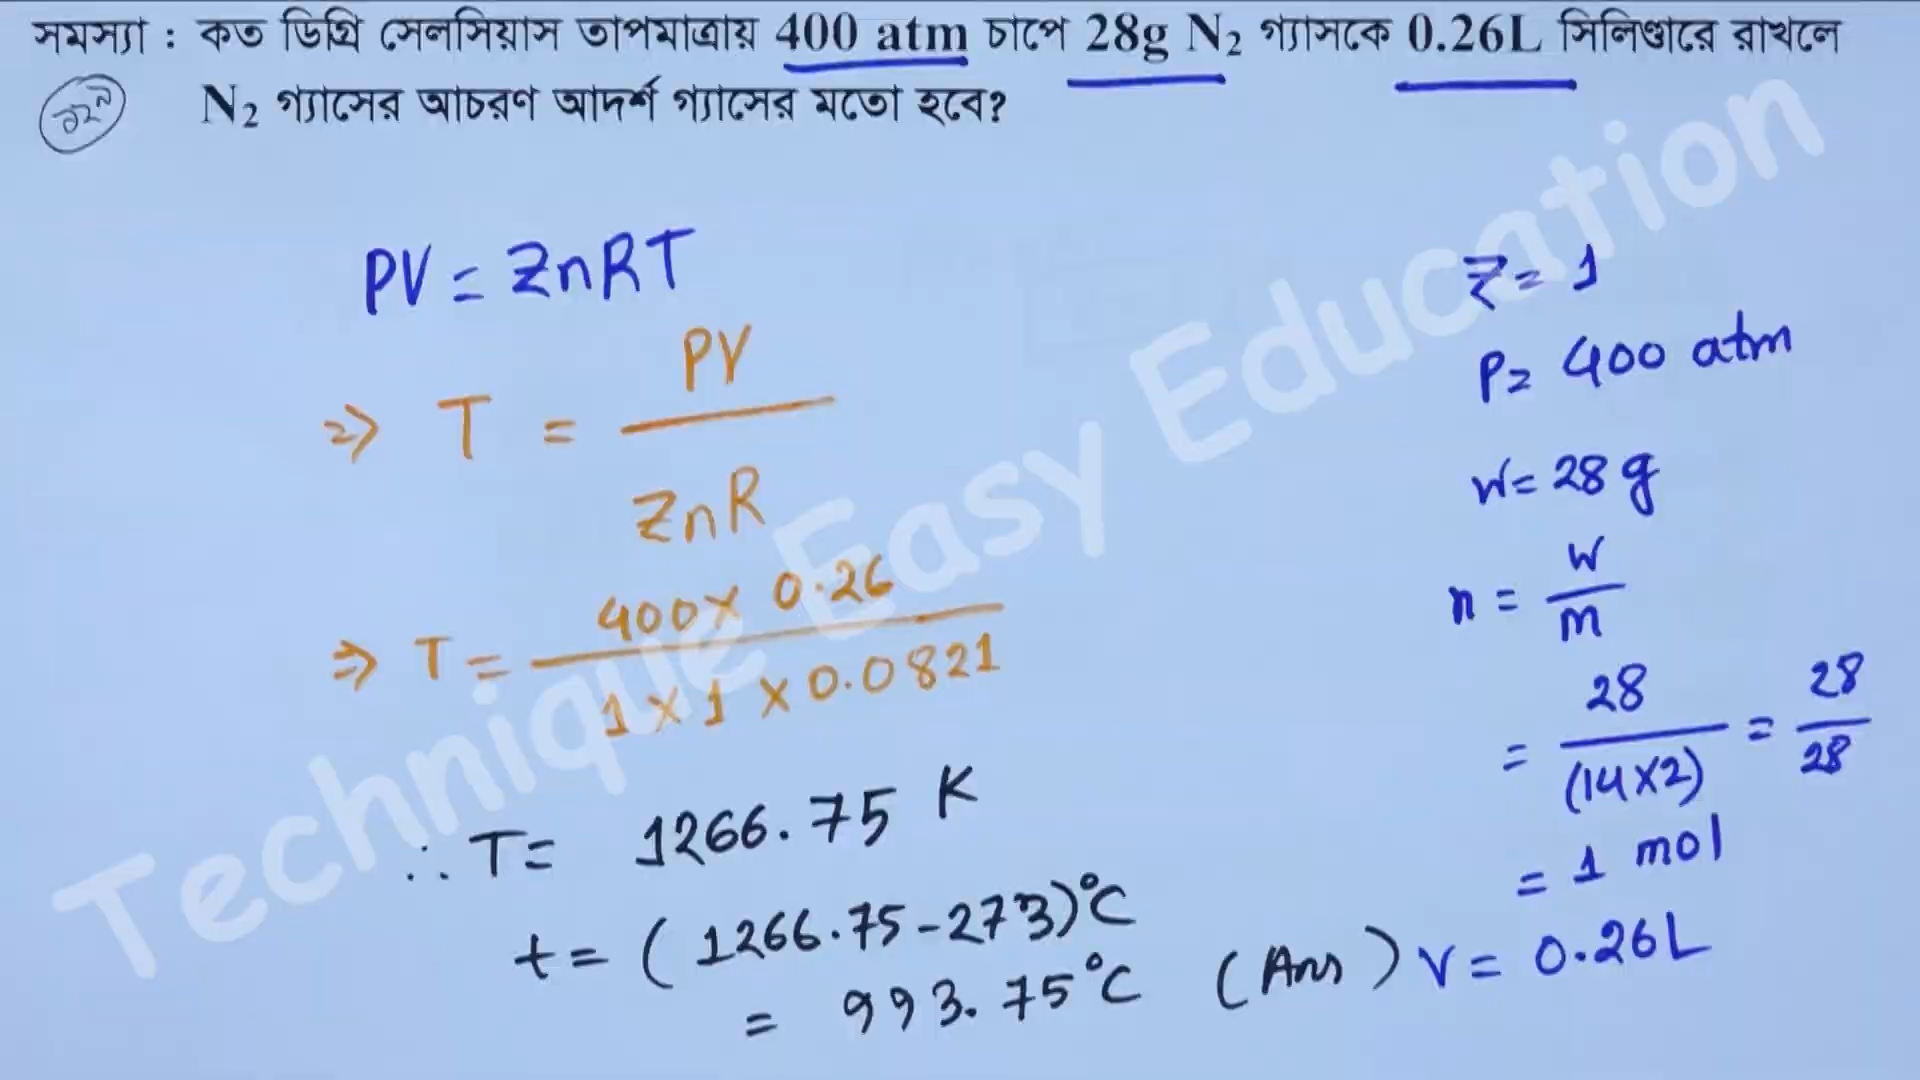 সমস্যা : কত ডিগ্রি সেলসিয়াস তাপমাত্রায় 400 atm চাপে 28g N₂ গ্যাসকে 0.26L সিলিণ্ডারে রাখলে
N₂ গ্যাসের আচরণ আদর্শ গ্যাসের মতো হবে?
PV = ZnRT
⇒ T = PV / ZnR
⇒ T = 400 × 0.26 / 1 × 1 × 0.0821
∴ T = 1266.75 K
t = (1266.75-273)°C
= 993.75°C (Ans)
Z = 1
P = 400 atm
W = 28 g
n = W / M
= 28 / (14×2) = 28 / 28
= 1 mol
V = 0.26L
Technique Easy Education